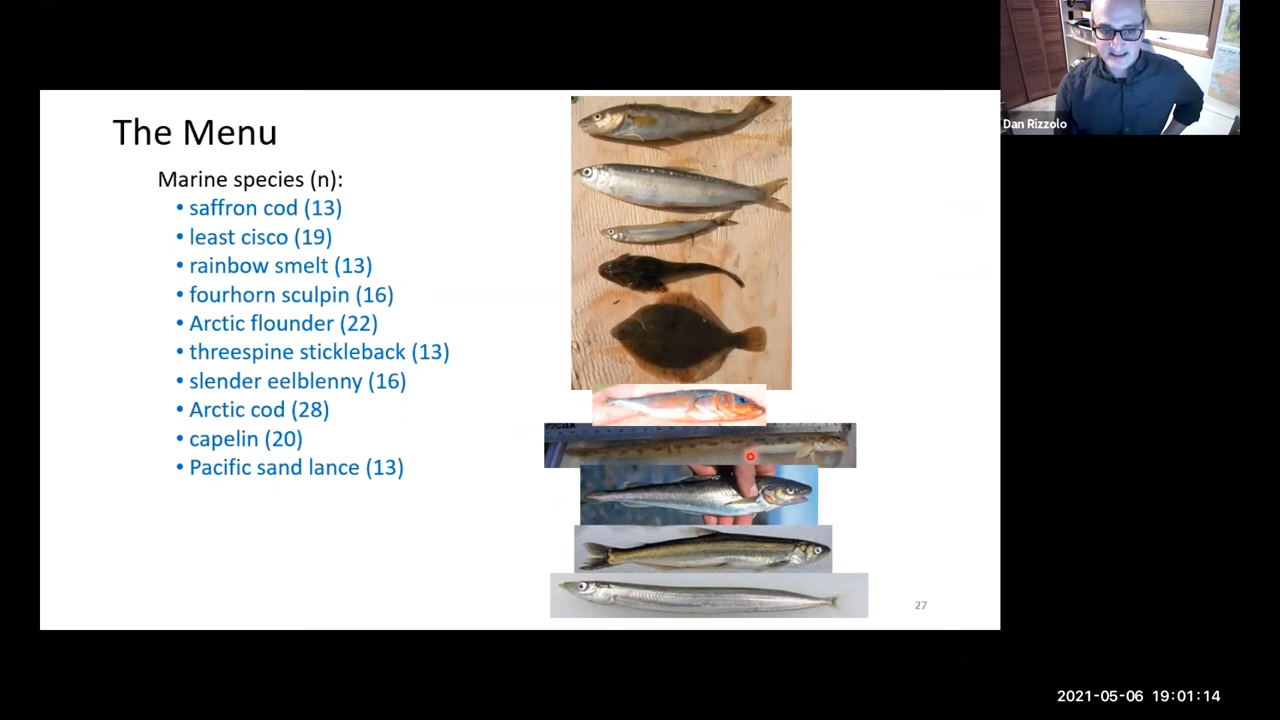 Dan Rizzolo
The Menu
Marine species (n):
• saffron cod (13)
• least cisco (19)
• rainbow smelt (13)
• fourhorn sculpin (16)
• Arctic flounder (22)
• threespine stickleback (13)
• slender eelblenny (16)
• Arctic cod (28)
• capelin (20)
• Pacific sand lance (13)
27
2021-05-06 19:01:14